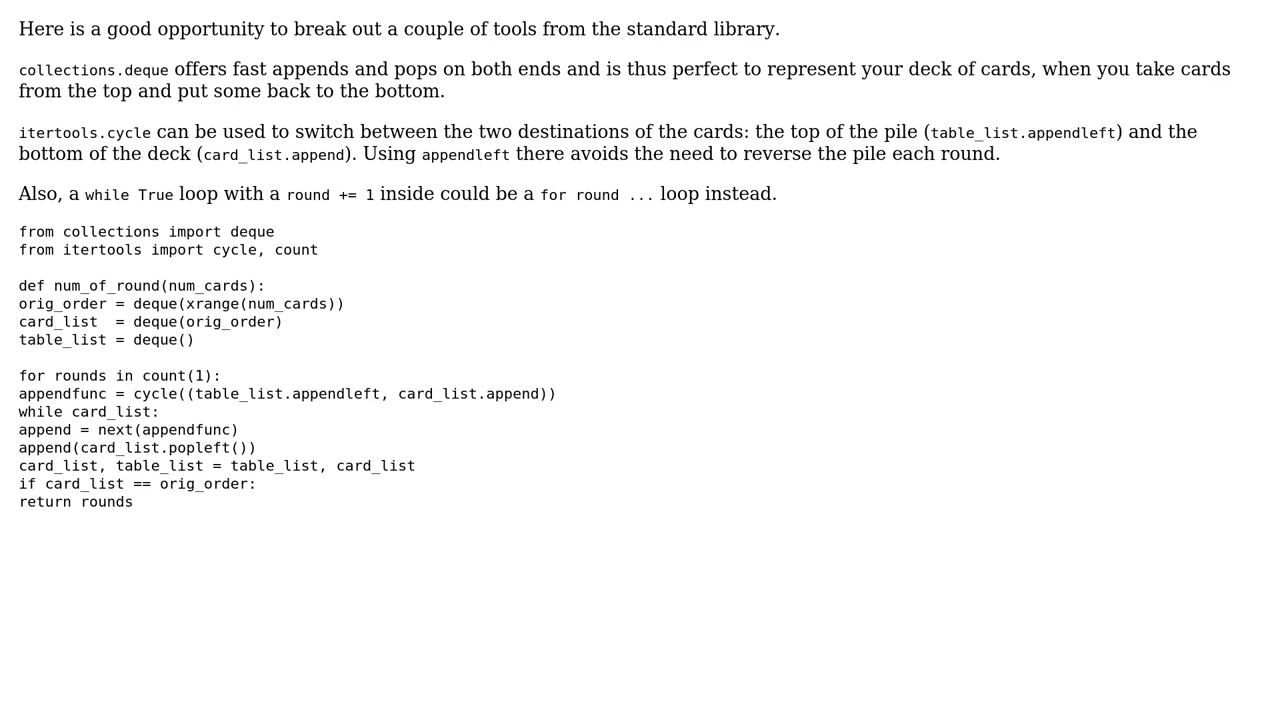 Here is a good opportunity to break out a couple of tools from the standard library.
collections.deque offers fast appends and pops on both ends and is thus perfect to represent your deck of cards, when you take cards
from the top and put some back to the bottom.
itertools.cycle can be used to switch between the two destinations of the cards: the top of the pile (table_list.appendleft) and the
bottom of the deck (card_list.append). Using appendleft there avoids the need to reverse the pile each round.
Also, a while True loop with a round += 1 inside could be a for round ... loop instead.
from collections import deque
from itertools import cycle, count
def num_of_round(num_cards):
orig_order = deque(xrange(num_cards))
card_list  = deque(orig_order)
table_list = deque()
for rounds in count(1):
appendfunc = cycle((table_list.appendleft, card_list.append))
while card_list:
append = next(appendfunc)
append(card_list.popleft())
card_list, table_list = table_list, card_list
if card_list == orig_order:
return rounds